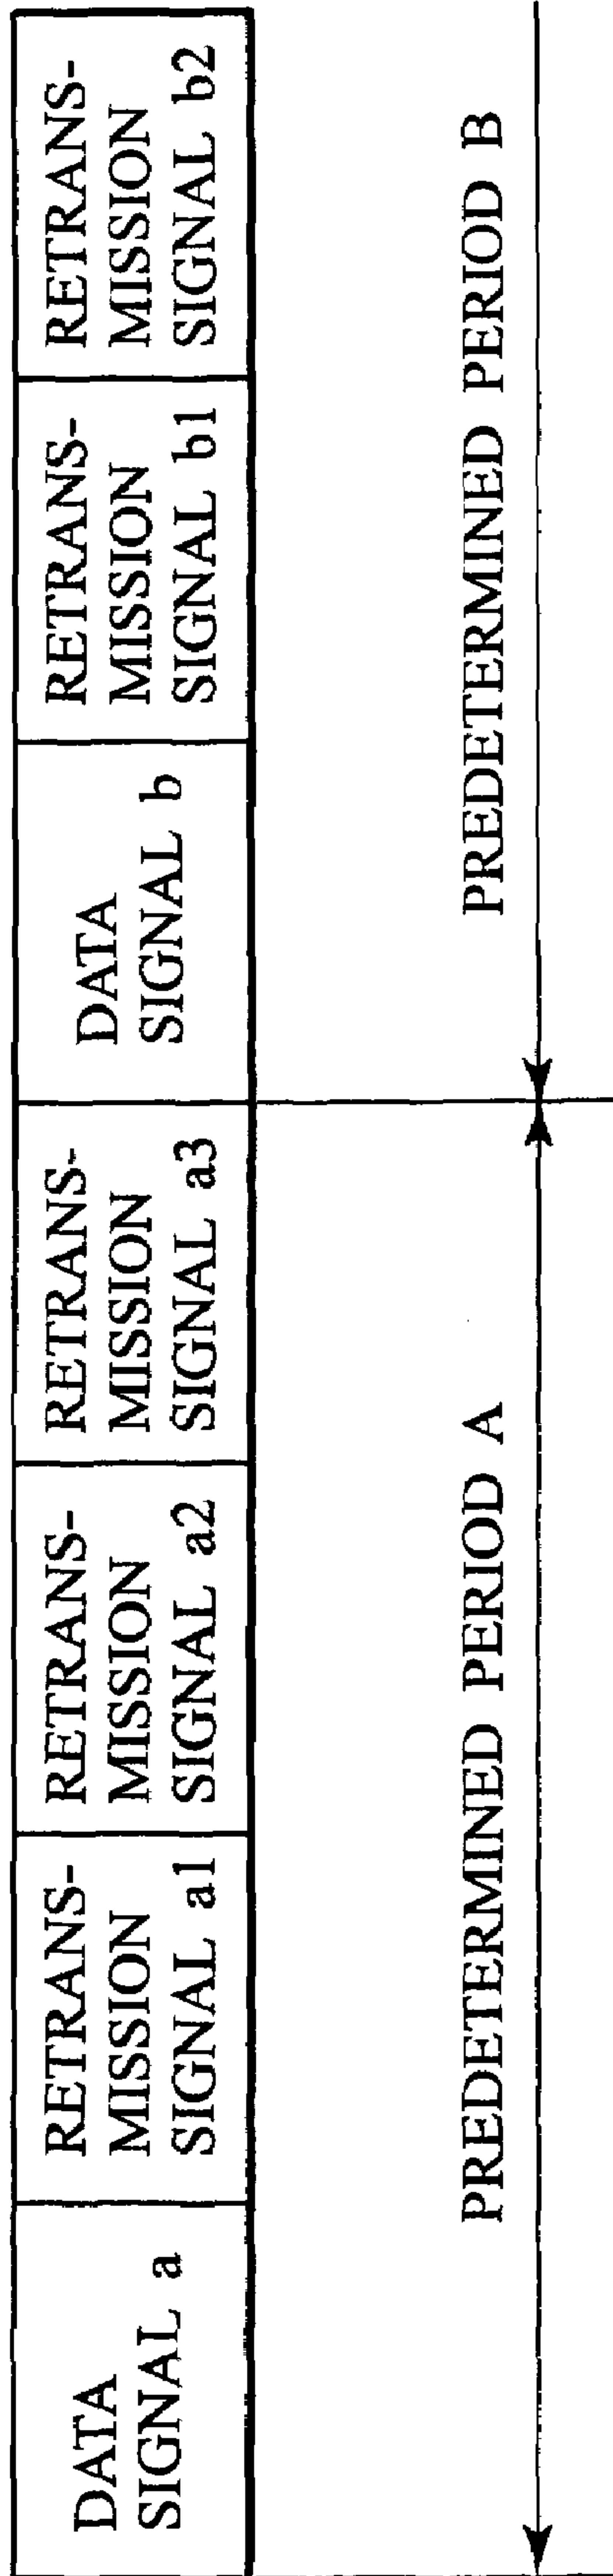 DATA
SIGNAL a
RETRANS-
MISSION
SIGNAL a1
RETRANS-
MISSION
SIGNAL a2
RETRANS-
MISSION
SIGNAL a3
DATA
SIGNAL b
RETRANS-
MISSION
SIGNAL b1
RETRANS-
MISSION
SIGNAL b2
PREDETERMINED PERIOD A
PREDETERMINED PERIOD B